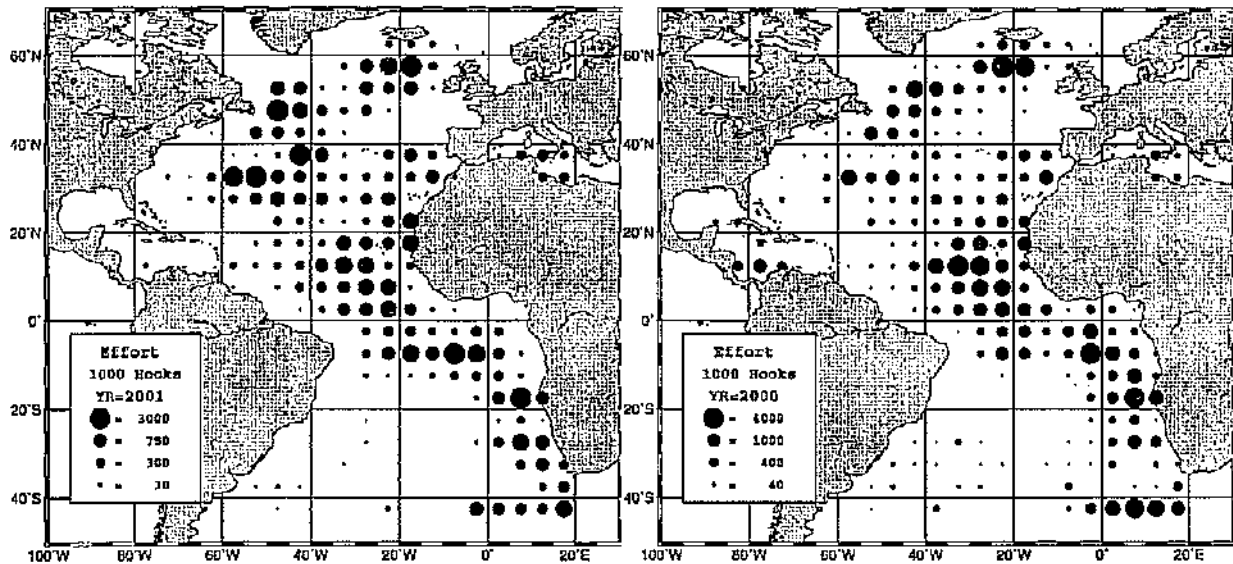 60°N
40°N
20°N
0°
20°S
40°S
Effort
1000 Hooks
YR=2001
= 3000
= 750
= 300
= 30
100°W 80°W 60°W 40°W 20°W 0° 20°E
60°N
40°N
20°N
0°
20°S
40°S
Effort
1000 Hooks
YR=2000
= 4000
= 1000
= 400
= 40
100°W 80°W 60°W 40°W 20°W 0° 20°E